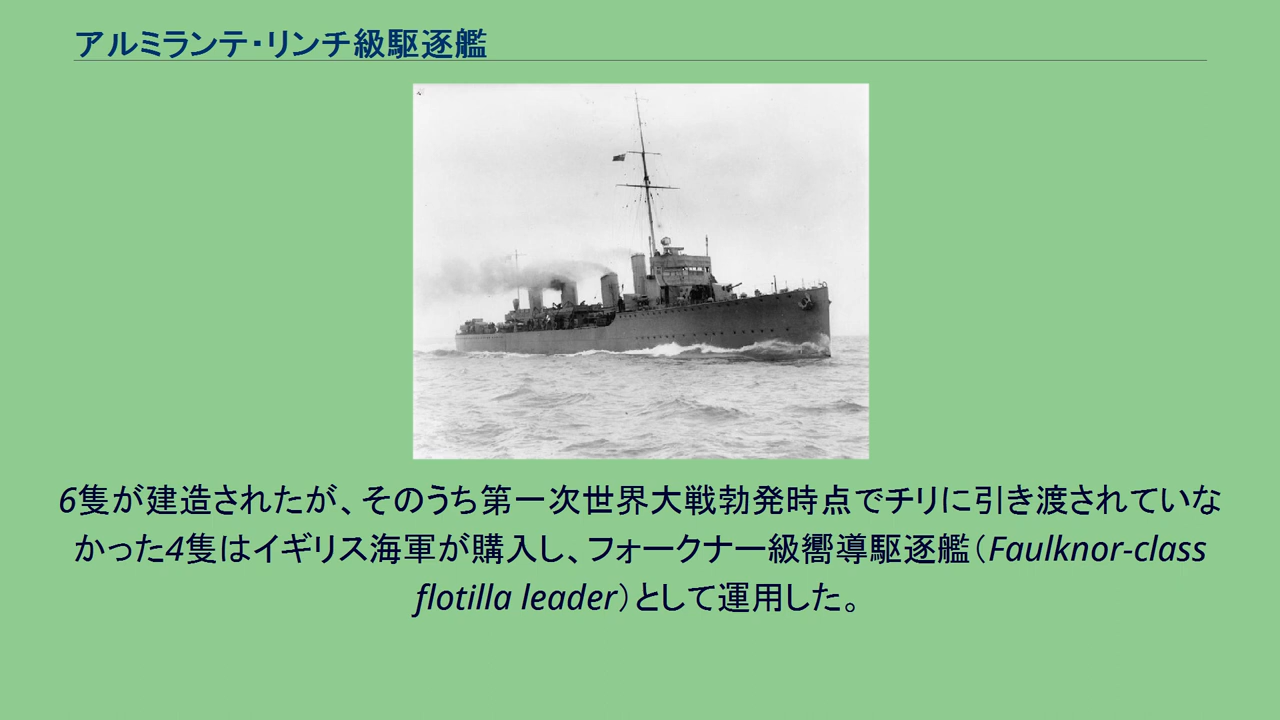 アルミランテ・リンチ級駆逐艦
6隻が建造されたが、そのうち第一次世界大戦勃発時点でチリに引き渡されていな
かった4隻はイギリス海軍が購入し、フォークナー級嚮導駆逐艦（Faulknor-class
flotilla leader）として運用した。